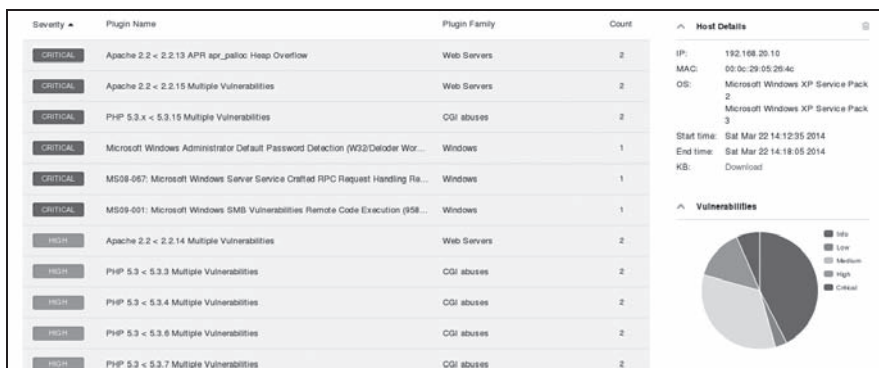 Severity ▲ Plugin Name Plugin Family Count
CRITICAL Apache 2.2 < 2.2.13 APR apr_palloc Heap Overflow Web Servers 2
CRITICAL Apache 2.2 < 2.2.15 Multiple Vulnerabilities Web Servers 2
CRITICAL PHP 5.3.x < 5.3.15 Multiple Vulnerabilities CGI abuses 2
CRITICAL Microsoft Windows Administrator Default Password Detection (W32/Deloder Wor... Windows 1
CRITICAL MS08-067: Microsoft Windows Server Service Crafted RPC Request Handling Re... Windows 1
CRITICAL MS09-001: Microsoft Windows SMB Vulnerabilities Remote Code Execution (958... Windows 1
HIGH Apache 2.2 < 2.2.14 Multiple Vulnerabilities Web Servers 2
HIGH PHP 5.3 < 5.3.3 Multiple Vulnerabilities CGI abuses 2
HIGH PHP 5.3 < 5.3.4 Multiple Vulnerabilities CGI abuses 2
HIGH PHP 5.3 < 5.3.6 Multiple Vulnerabilities CGI abuses 2
HIGH PHP 5.3 < 5.3.7 Multiple Vulnerabilities CGI abuses 2
Host Details
IP: 192.168.20.10
MAC: 00:0c:29:05:26:4c
OS: Microsoft Windows XP Service Pack
2
Microsoft Windows XP Service Pack
3
Start time: Sat Mar 22 14:12:35 2014
End time: Sat Mar 22 14:18:05 2014
KB: Download
Vulnerabilities
Info
Low
Medium
High
Critical